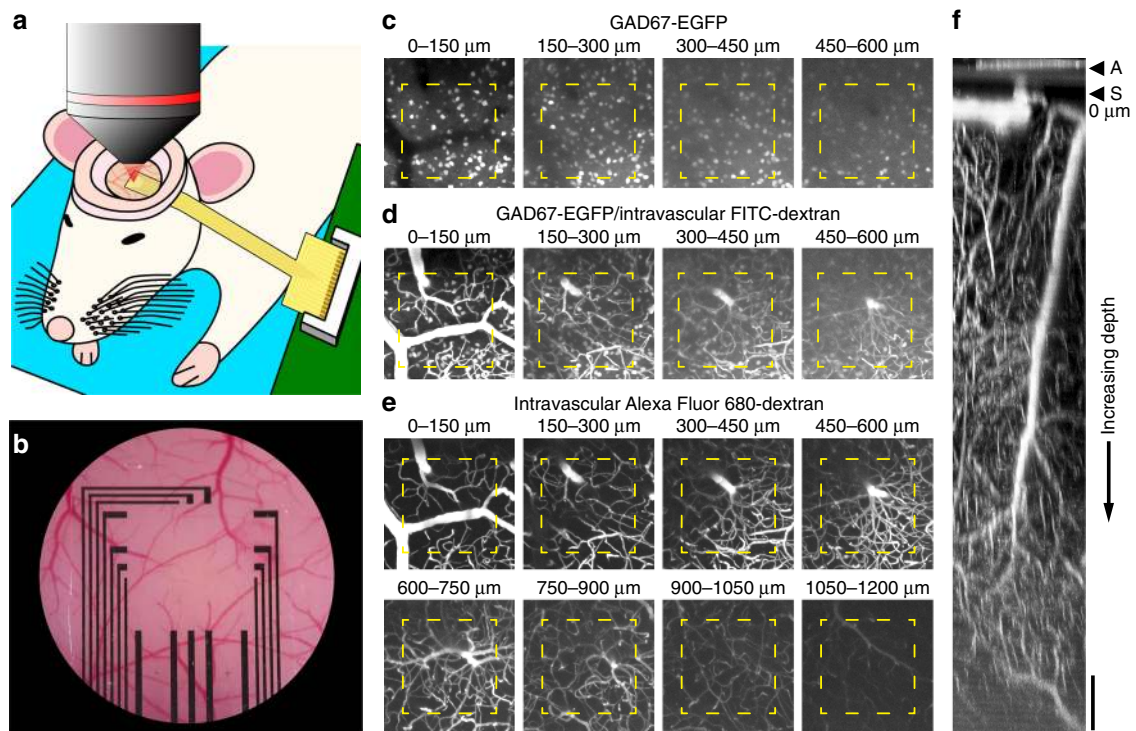 a
b
c
GAD67-EGFP
0–150 µm 150–300 µm 300–450 µm 450–600 µm
d
GAD67-EGFP/intravascular FITC-dextran
0–150 µm 150–300 µm 300–450 µm 450–600 µm
e
Intravascular Alexa Fluor 680-dextran
0–150 µm 150–300 µm 300–450 µm 450–600 µm
600–750 µm 750–900 µm 900–1050 µm 1050–1200 µm
f
A
S
0 µm
Increasing depth